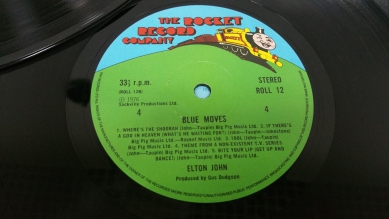 THE ROCKET
RECORD
COMPANY
33⅓ r.p.m.
STEREO
(ROLL 12B)
ROLL 12
℗ 1976
Sackville Productions Ltd.
4
4
BLUE MOVES
1. WHERE'S THE SHOORAH (John—Taupin) Big Pig Music Ltd. 2. IF THERE'S
A GOD IN HEAVEN (WHAT'S HE WAITING FOR?) (John—Taupin—Johnstone)
Big Pig Music Ltd.—Rocket Music Ltd. 3. IDOL (John—Taupin)
Big Pig Music Ltd. 4. THEME FROM A NON-EXISTENT T.V. SERIES
(John—Taupin) Big Pig Music Ltd. 5. BITE YOUR LIP (GET UP AND
DANCE!) (John—Taupin) Big Pig Music Ltd.
ELTON JOHN
Produced by Gus Dudgeon